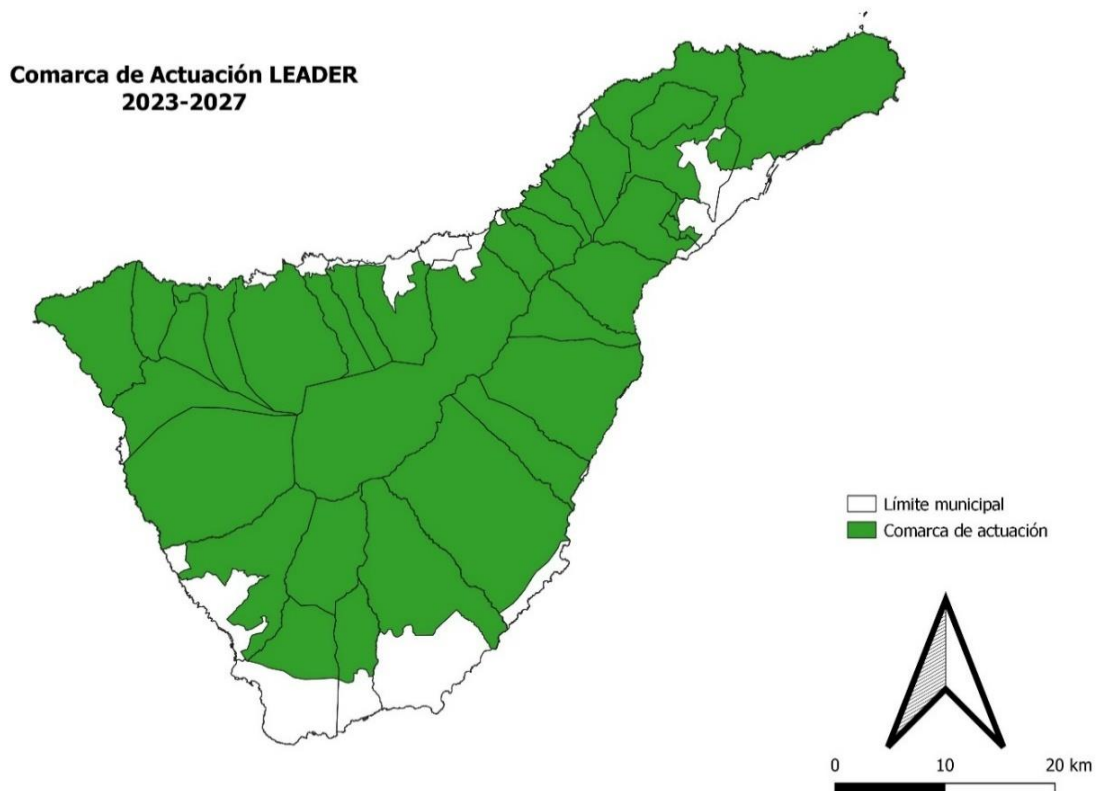 Comarca de Actuación LEADER
2023-2027
Límite municipal
Comarca de actuación
0 10 20 km